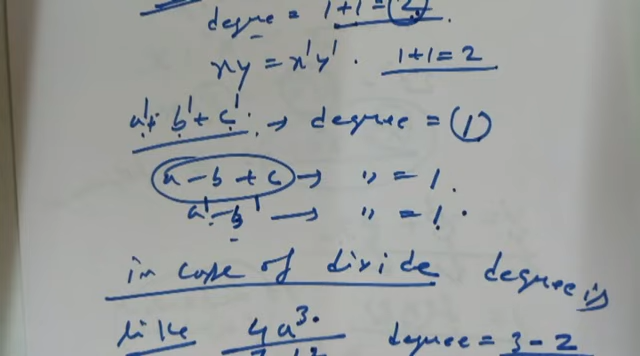 degree = 1+1 = 2.
xy = x¹y¹. 1+1=2
a¹+ b¹+ c¹. → degree = (1)
a - b + c → " = 1.
a¹- b¹ → " = 1.
in case of divide degree is
like 4a³. degree = 3-2